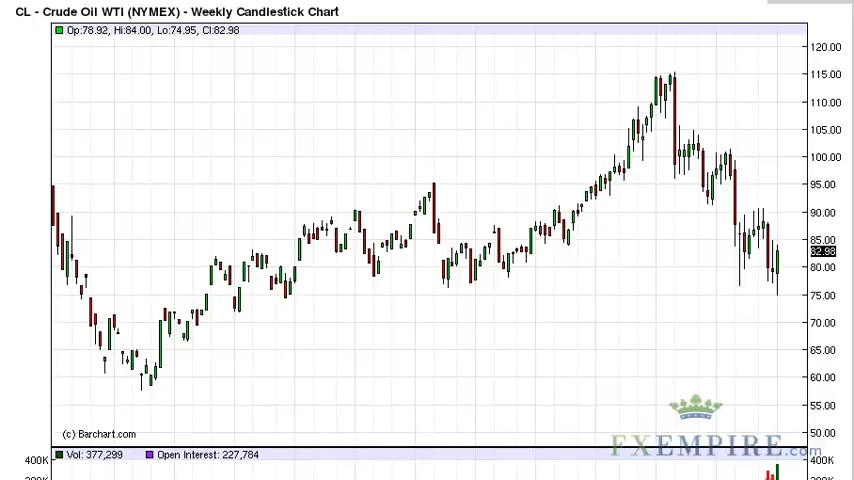 CL - Crude Oil WTI (NYMEX) - Weekly Candlestick Chart
Op:78.92, Hi:84.00, Lo:74.95, Cl:82.98
120.00
115.00
110.00
105.00
100.00
95.00
90.00
85.00
82.98
80.00
75.00
70.00
65.00
60.00
55.00
50.00
(c) Barchart.com
FXEMPIRE.com
Vol: 377,299 Open Interest: 227,784
400K 400K